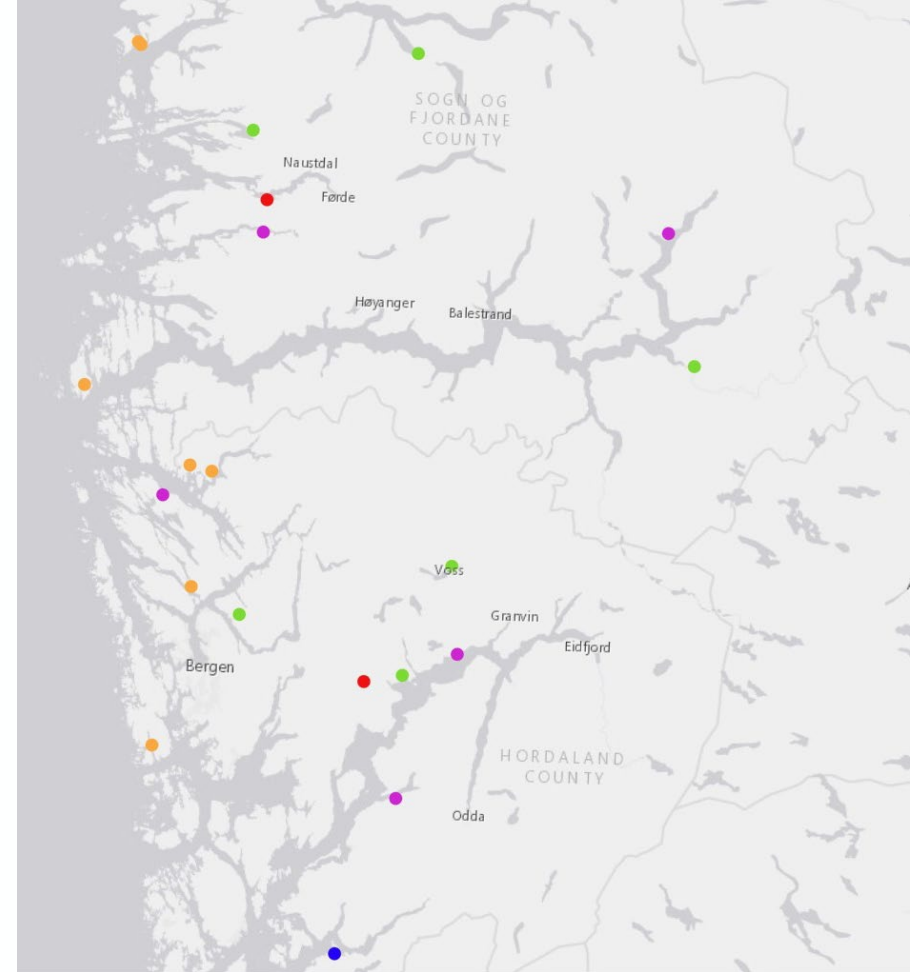 SOGN OG
FJORDANE
COUNTY
Naustdal
Førde
Høyanger
Balestrand
Voss
Granvin
Eidfjord
Bergen
HORDALAND
COUNTY
Odda